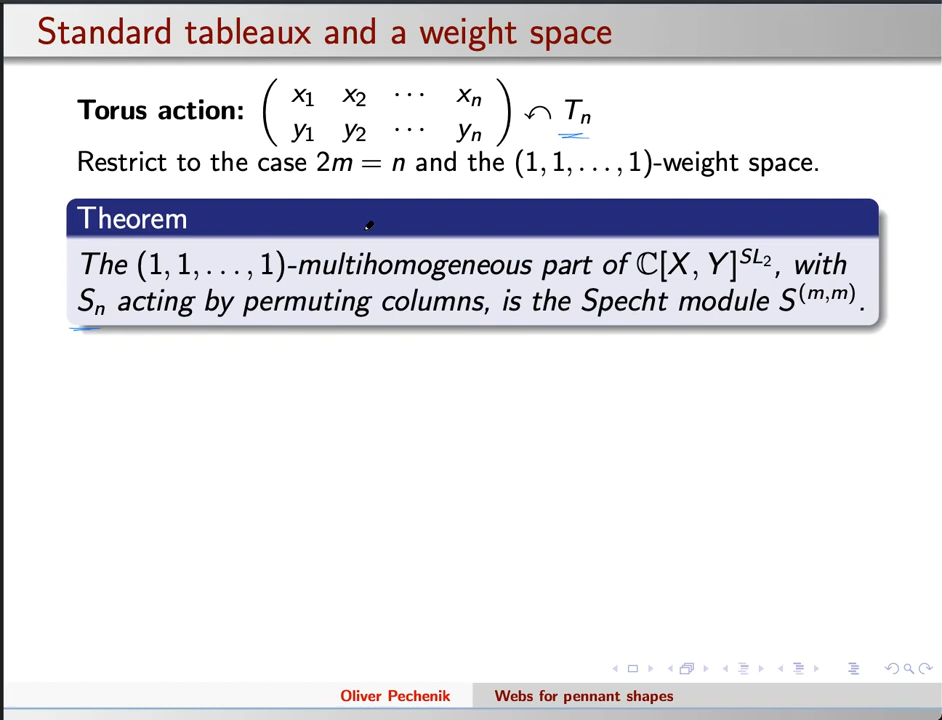 Standard tableaux and a weight space
Torus action: ( x₁ x₂ ⋯ xₙ ) ↶ Tₙ
y₁ y₂ ⋯ yₙ
Restrict to the case 2m = n and the (1, 1, . . . , 1)-weight space.
Theorem
The (1, 1, . . . , 1)-multihomogeneous part of ℂ[X, Y]^{SL₂}, with
Sₙ acting by permuting columns, is the Specht module S^{(m,m)}.
Oliver Pechenik Webs for pennant shapes